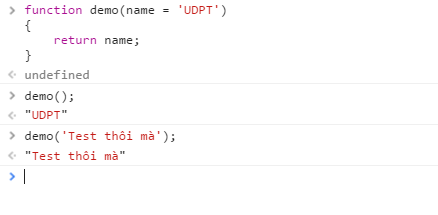 function demo(name = 'UDPT')
{
    return name;
}
undefined
demo();
"UDPT"
demo('Test thôi mà');
"Test thôi mà"